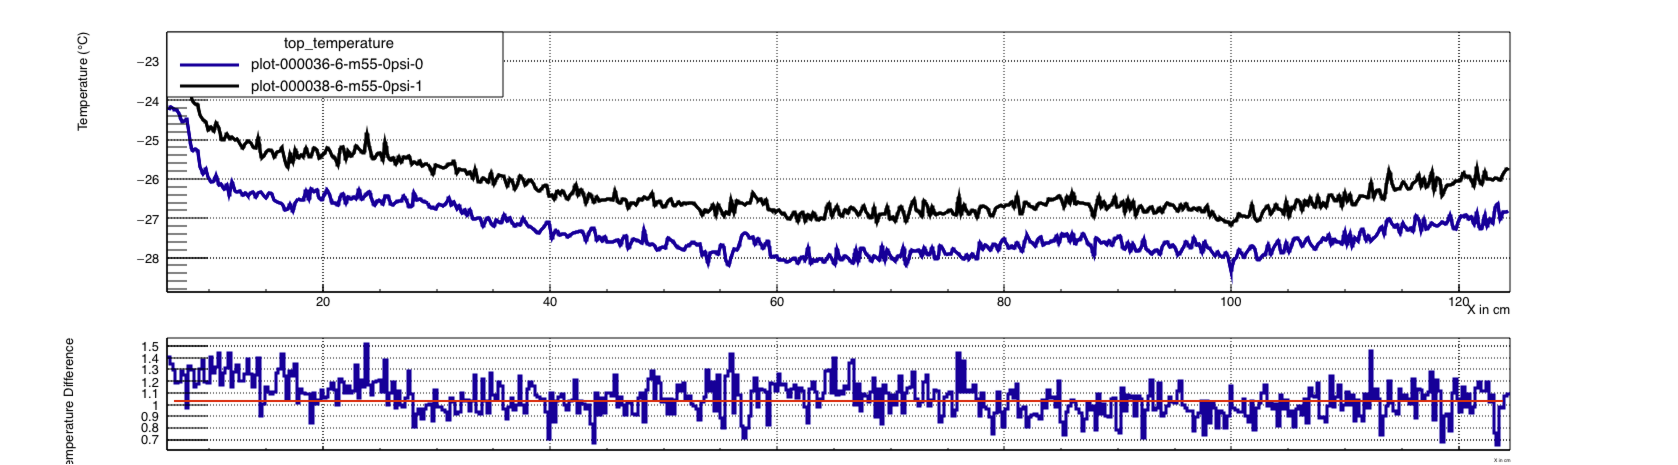 Temperature (°C)
top_temperature
plot-000036-6-m55-0psi-0
plot-000038-6-m55-0psi-1
−23
−24
−25
−26
−27
−28
20 40 60 80 100 120
X in cm
emperature Difference
1.5
1.4
1.3
1.2
1.1
1
0.9
0.8
0.7
X in cm